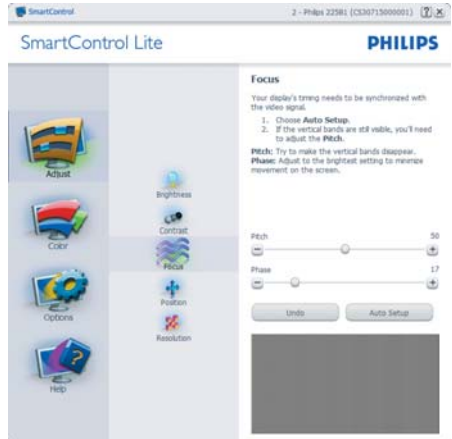 SmartControl
2 - Philips 225B1 (CS30715000001)
SmartControl Lite
PHILIPS
Adjust
Color
Options
Help
Brightness
Contrast
Focus
Position
Resolution
Focus
Your display's timing needs to be synchronized with
the video signal.
1. Choose Auto Setup.
2. If the vertical bands are still visible, you'll need
to adjust the Pitch.
Pitch: Try to make the vertical bands disappear.
Phase: Adjust to the brightest setting to minimize
movement on the screen.
Pitch 50
Phase 17
Undo Auto Setup